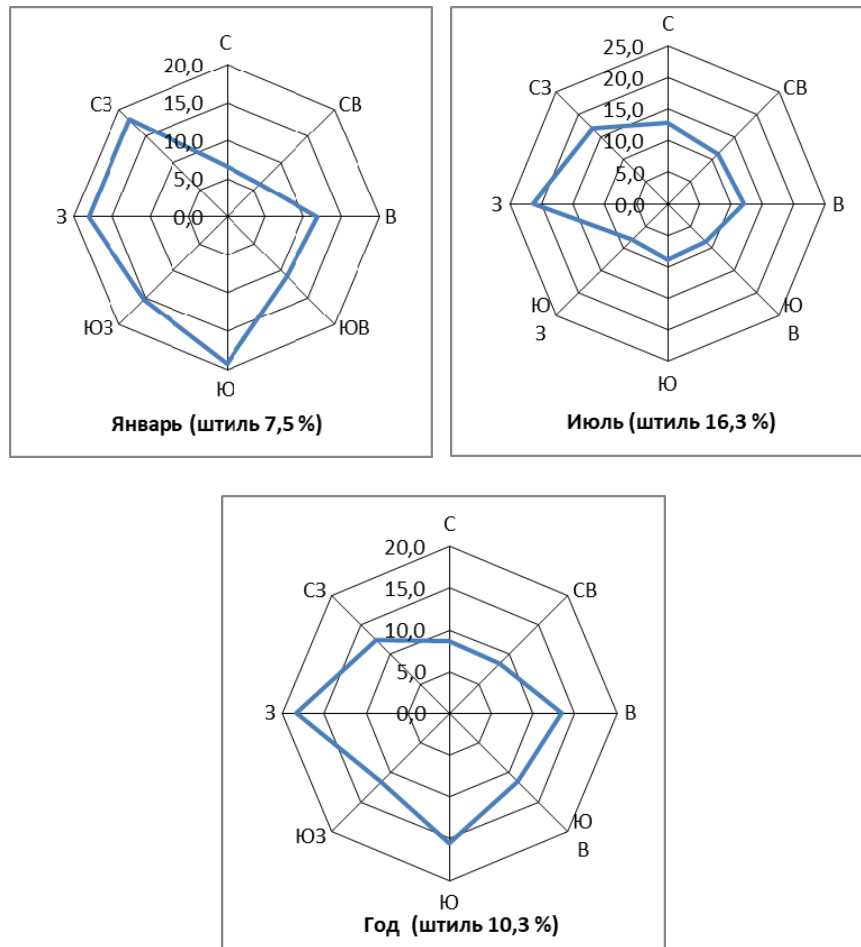 С
20,0
СЗ
СВ
15,0
10,0
5,0
З
0,0
В
ЮЗ
ЮВ
Ю
Январь (штиль 7,5 %)
С
25,0
СЗ
20,0
СВ
15,0
10,0
5,0
З
0,0
В
Ю
З
Ю
В
Ю
Июль (штиль 16,3 %)
С
20,0
СЗ
СВ
15,0
10,0
5,0
З
0,0
В
ЮЗ
Ю
В
Ю
Год (штиль 10,3 %)